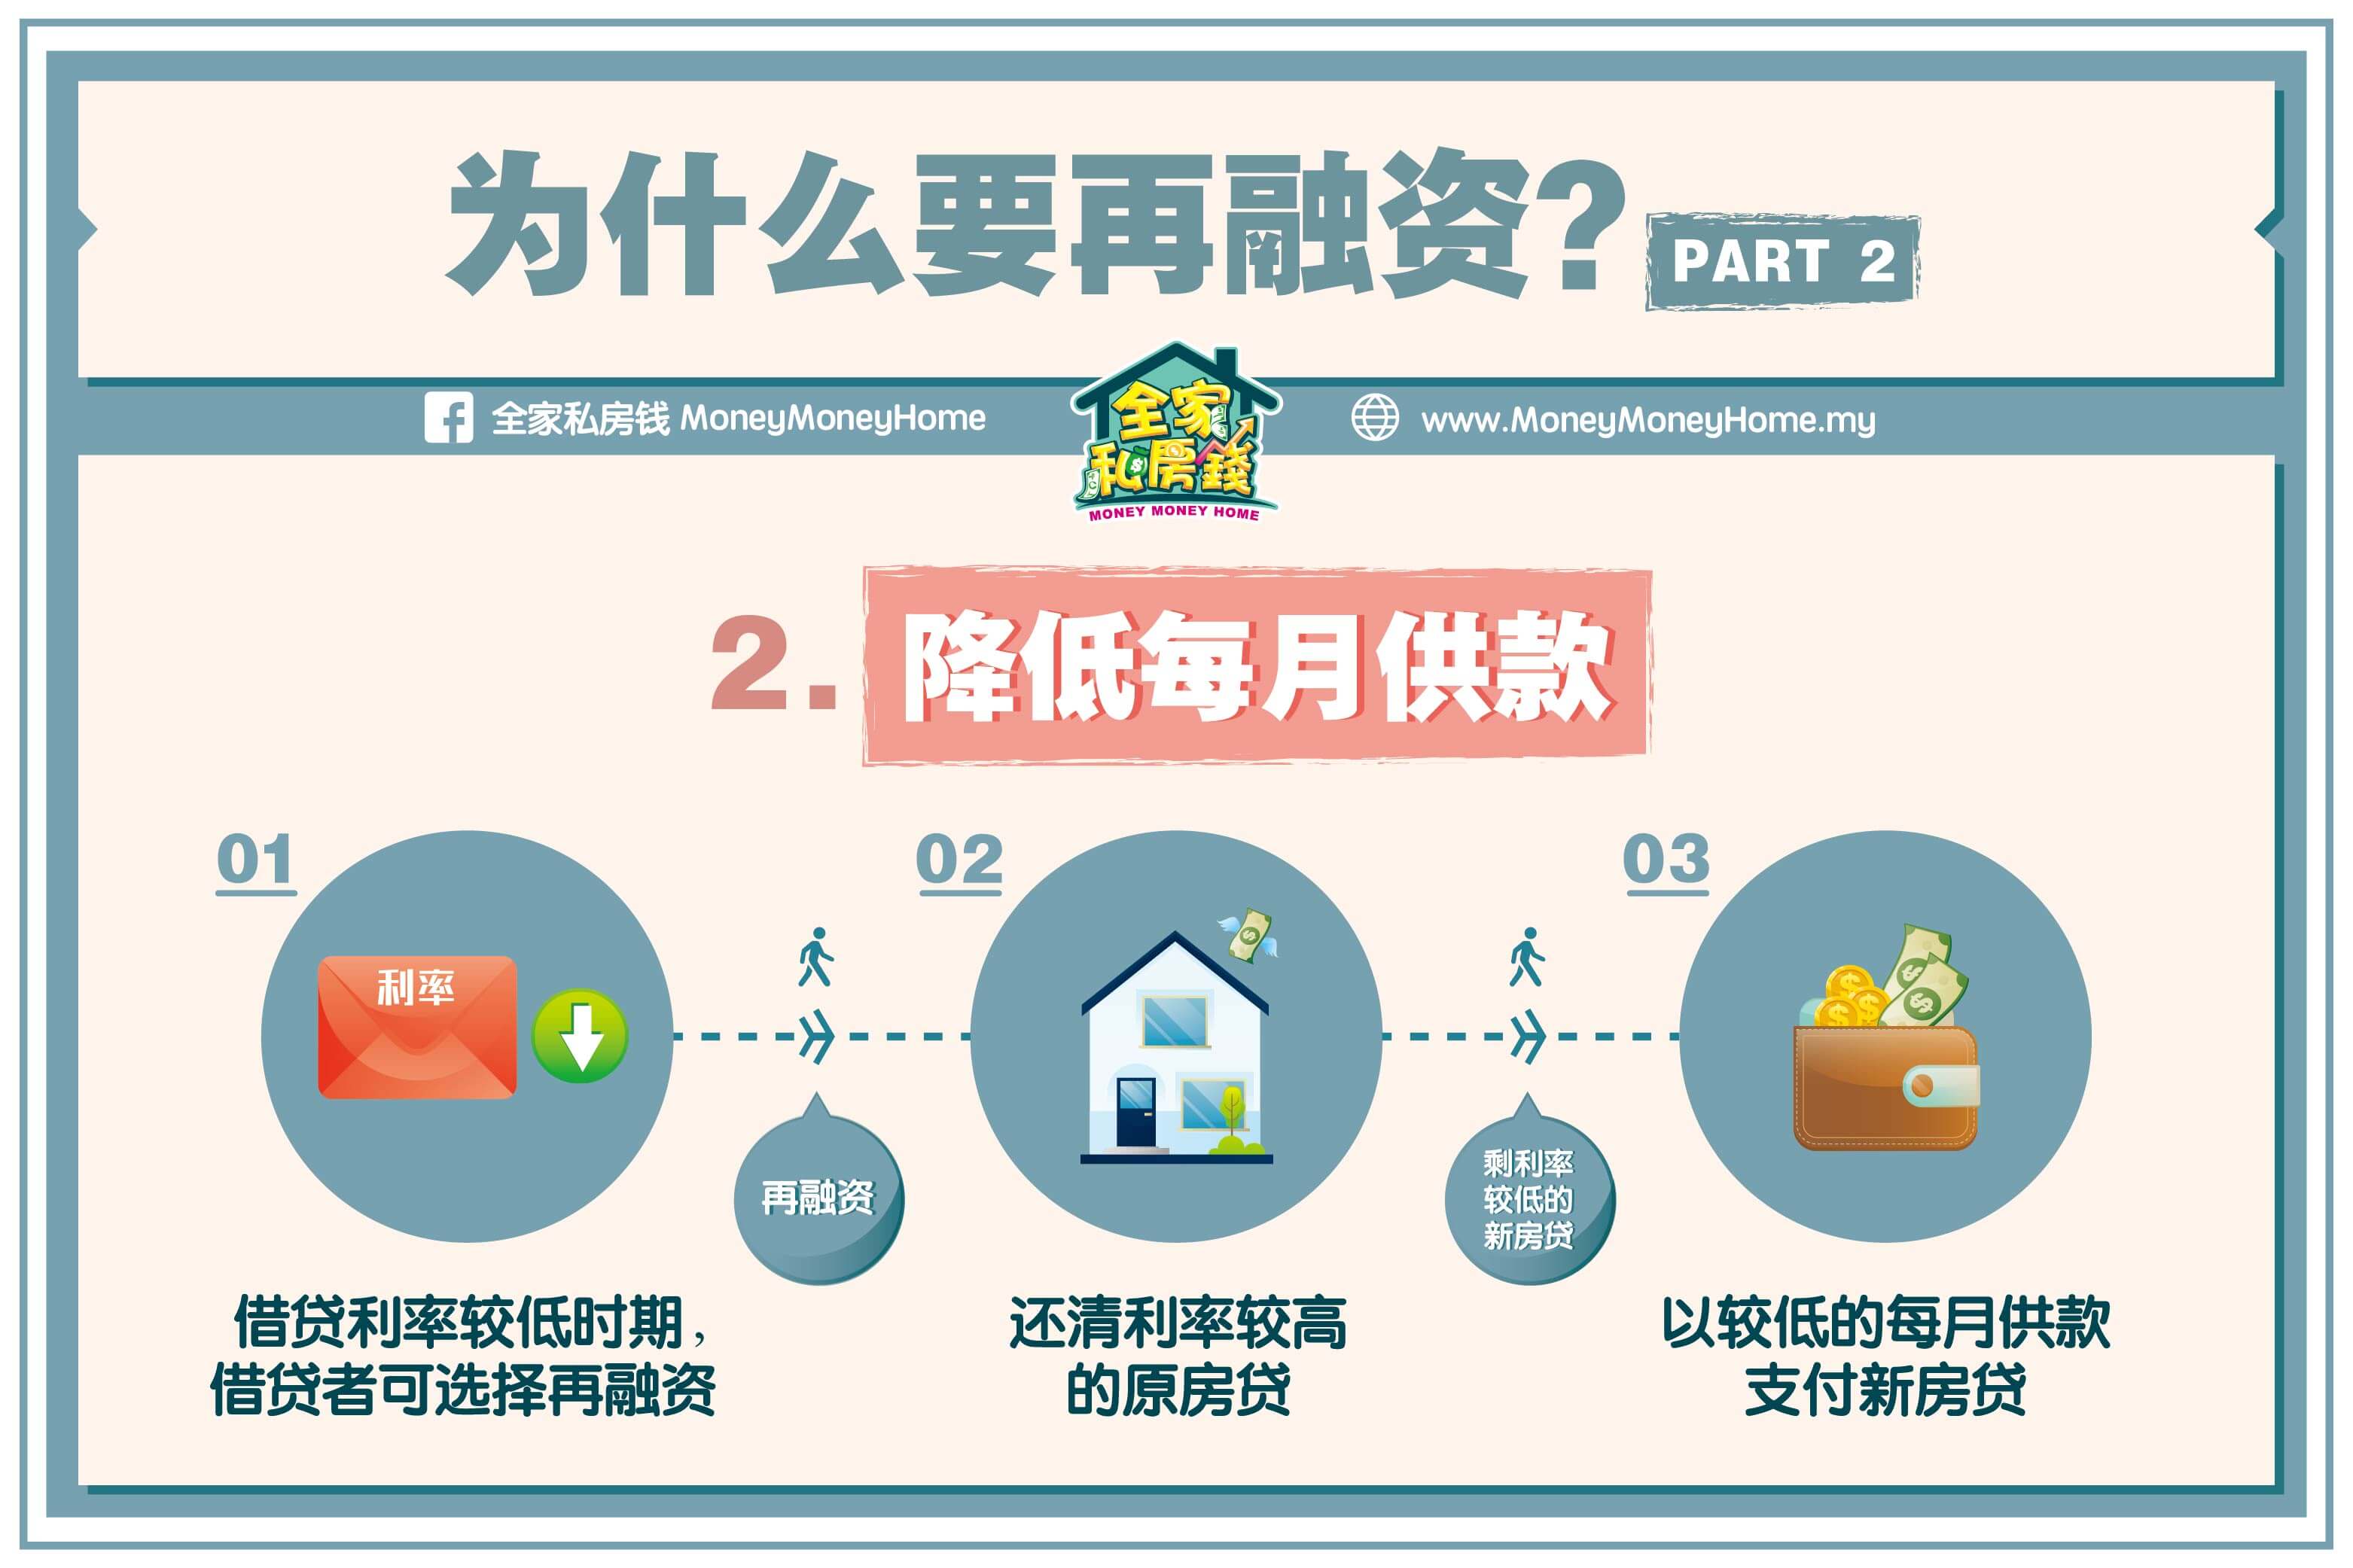 为什么要再融资?
PART 2
全家私房钱 MoneyMoneyHome
全家
私房錢
MONEY MONEY HOME
www.MoneyMoneyHome.my
2. 降低每月供款
01
利率
借贷利率较低时期,
借贷者可选择再融资
再融资
02
还清利率较高
的原房贷
剩利率
较低的
新房贷
03
以较低的每月供款
支付新房贷